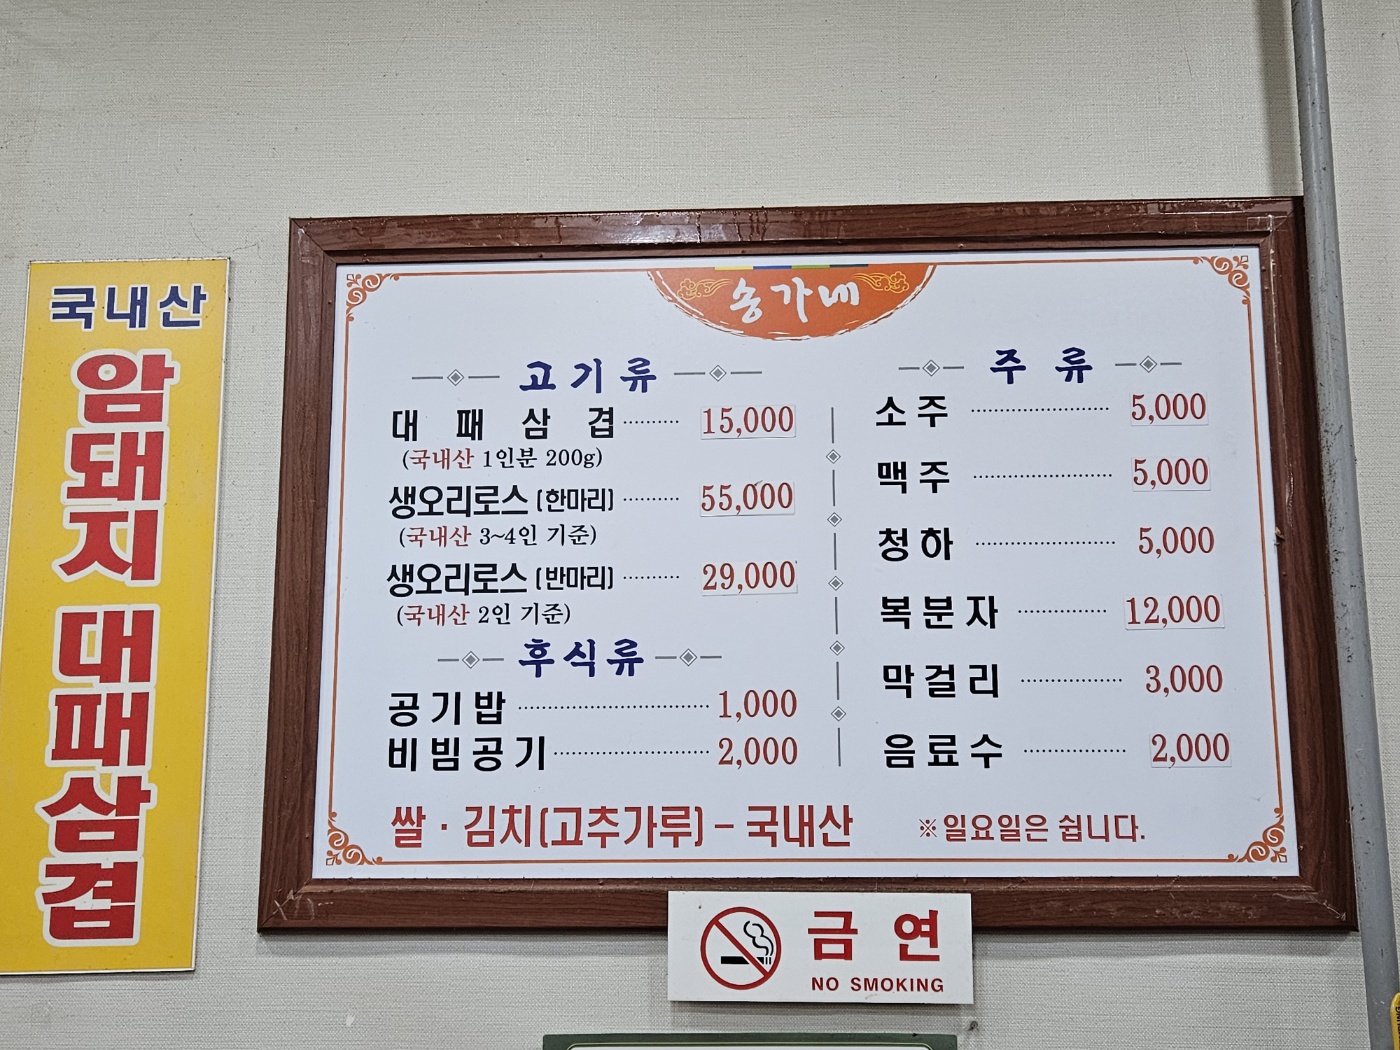 국내산
암돼지 대패삼겹
송가네
고기류
대패삼겹 15,000
(국내산 1인분 200g)
생오리로스 (한마리) 55,000
(국내산 3~4인 기준)
생오리로스 (반마리) 29,000
(국내산 2인 기준)
후식류
공기밥 1,000
비빔공기 2,000
주류
소주 5,000
맥주 5,000
청하 5,000
복분자 12,000
막걸리 3,000
음료수 2,000
쌀 · 김치(고추가루) - 국내산
※일요일은 쉽니다.
금연
NO SMOKING